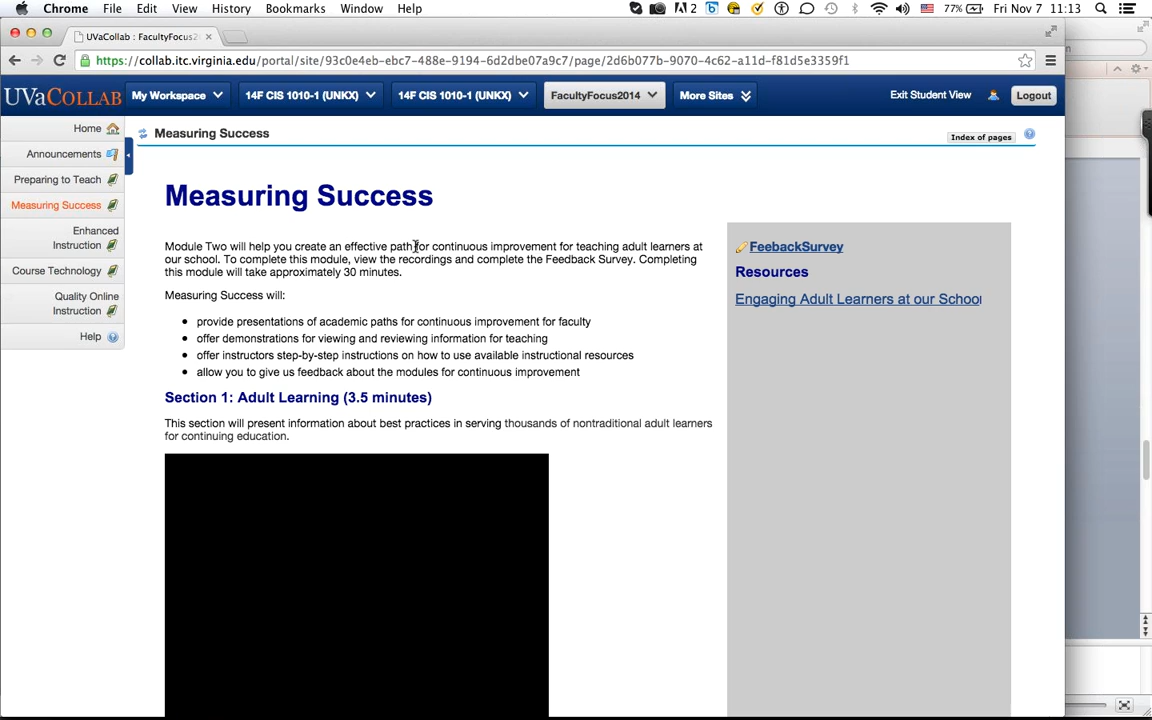 Chrome File Edit View History Bookmarks Window Help 2 77% Fri Nov 7 11:13
UVaCollab : FacultyFocus2
https://collab.itc.virginia.edu/portal/site/93c0e4eb-ebc7-488e-9194-6d2dbe07a9c7/page/2d6b077b-9070-4c62-a11d-f81d5e3359f1
UVACOLLAB My Workspace 14F CIS 1010-1 (UNKX) 14F CIS 1010-1 (UNKX) FacultyFocus2014 More Sites Exit Student View Logout
Home
Announcements
Preparing to Teach
Measuring Success
Enhanced
Instruction
Course Technology
Quality Online
Instruction
Help
Measuring Success
Index of pages
Measuring Success
Module Two will help you create an effective path for continuous improvement for teaching adult learners at
our school. To complete this module, view the recordings and complete the Feedback Survey. Completing
this module will take approximately 30 minutes.
Measuring Success will:
• provide presentations of academic paths for continuous improvement for faculty
• offer demonstrations for viewing and reviewing information for teaching
• offer instructors step-by-step instructions on how to use available instructional resources
• allow you to give us feedback about the modules for continuous improvement
Section 1: Adult Learning (3.5 minutes)
This section will present information about best practices in serving thousands of nontraditional adult learners
for continuing education.
FeebackSurvey
Resources
Engaging Adult Learners at our School